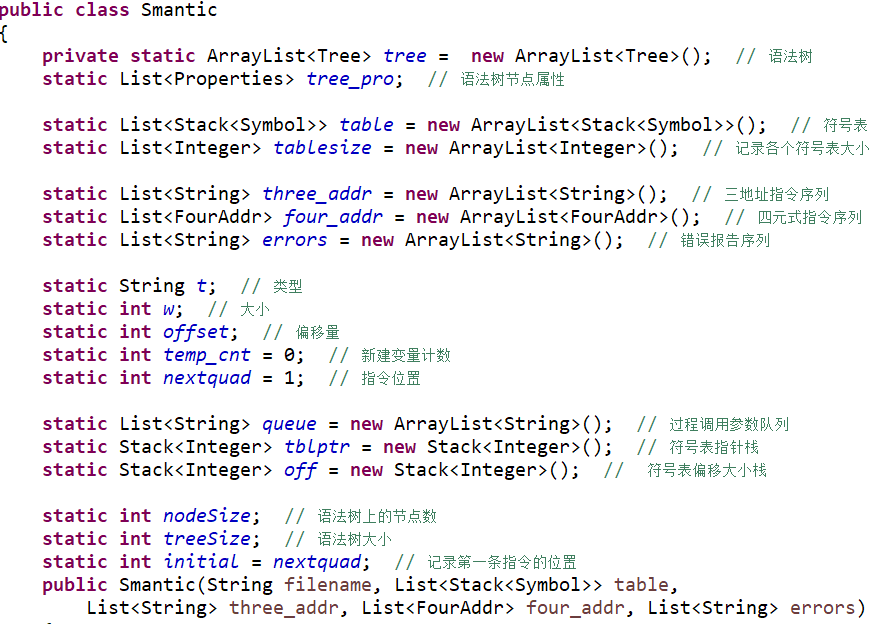 public class Smantic
{
private static ArrayList<Tree> tree =  new ArrayList<Tree>();  // 语法树
static List<Properties> tree_pro;  // 语法树节点属性
static List<Stack<Symbol>> table = new ArrayList<Stack<Symbol>>();  // 符号表
static List<Integer> tablesize = new ArrayList<Integer>();  // 记录各个符号表大小
static List<String> three_addr = new ArrayList<String>();  // 三地址指令序列
static List<FourAddr> four_addr = new ArrayList<FourAddr>();  // 四元式指令序列
static List<String> errors = new ArrayList<String>();  // 错误报告序列
static String t;  // 类型
static int w;  // 大小
static int offset;  // 偏移量
static int temp_cnt = 0;  // 新建变量计数
static int nextquad = 1;  // 指令位置
static List<String> queue = new ArrayList<String>();  // 过程调用参数队列
static Stack<Integer> tblptr = new Stack<Integer>();  // 符号表指针栈
static Stack<Integer> off = new Stack<Integer>();  //  符号表偏移大小栈
static int nodeSize;  // 语法树上的节点数
static int treeSize;  // 语法树大小
static int initial = nextquad;  // 记录第一条指令的位置
public Smantic(String filename, List<Stack<Symbol>> table,
List<String> three_addr, List<FourAddr> four_addr, List<String> errors)